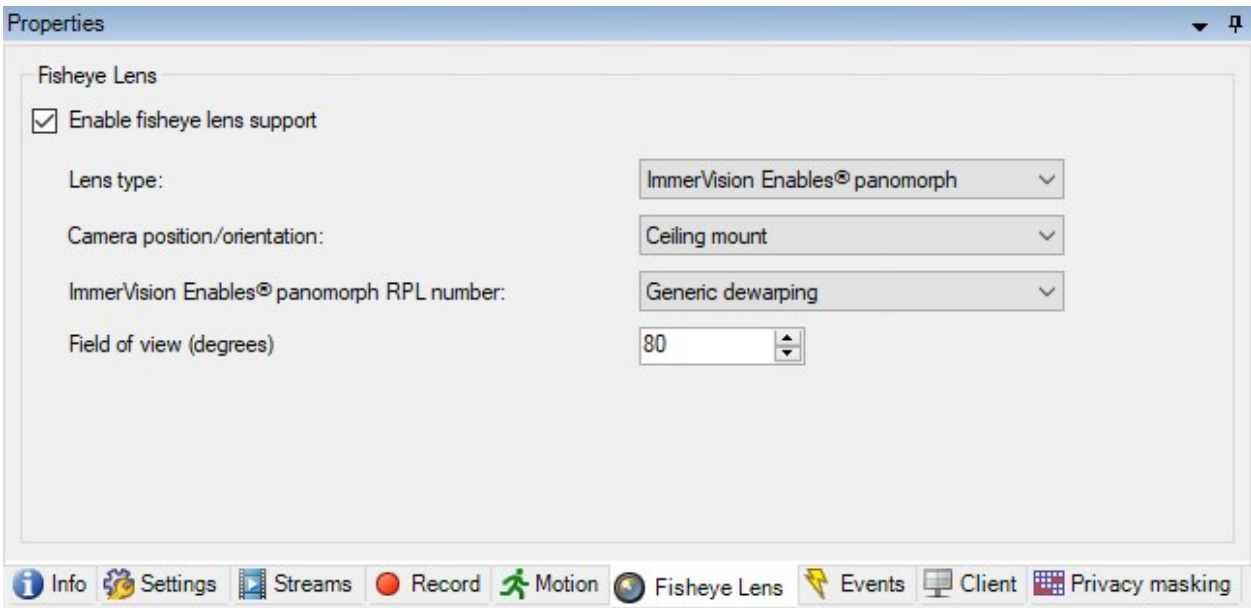 Properties
Fisheye Lens
Enable fisheye lens support
Lens type: ImmerVision Enables® panomorph
Camera position/orientation: Ceiling mount
ImmerVision Enables® panomorph RPL number: Generic dewarping
Field of view (degrees) 80
Info Settings Streams Record Motion Fisheye Lens Events Client Privacy masking